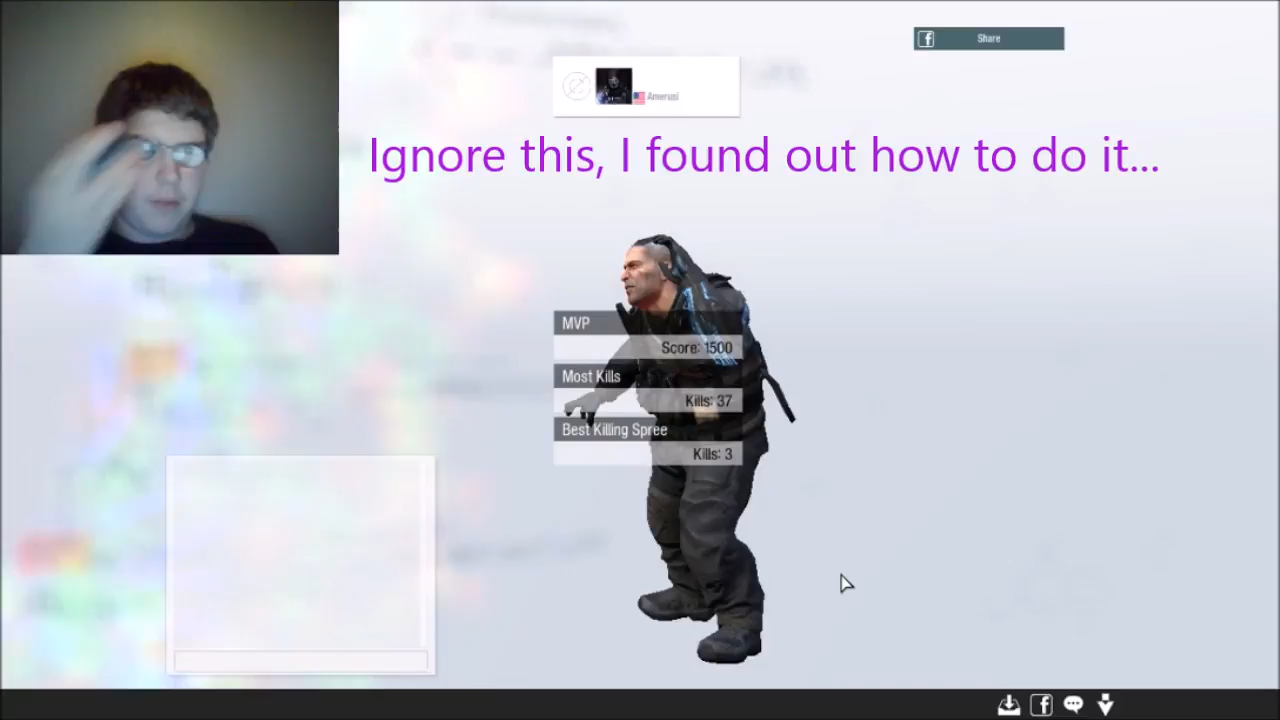 Share
Amerusi
Ignore this, I found out how to do it...
MVP
Score: 1500
Most Kills
Kills: 37
Best Killing Spree
Kills: 3